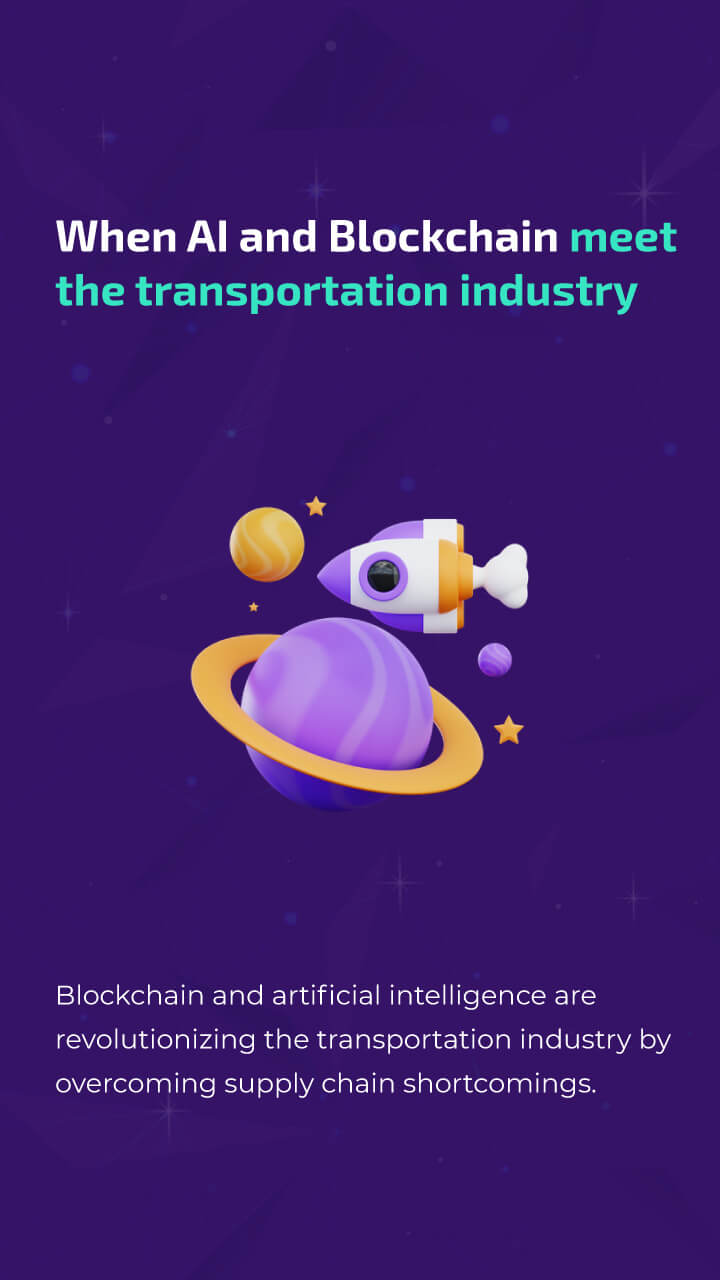 When AI and Blockchain meet
the transportation industry
Blockchain and artificial intelligence are
revolutionizing the transportation industry by
overcoming supply chain shortcomings.